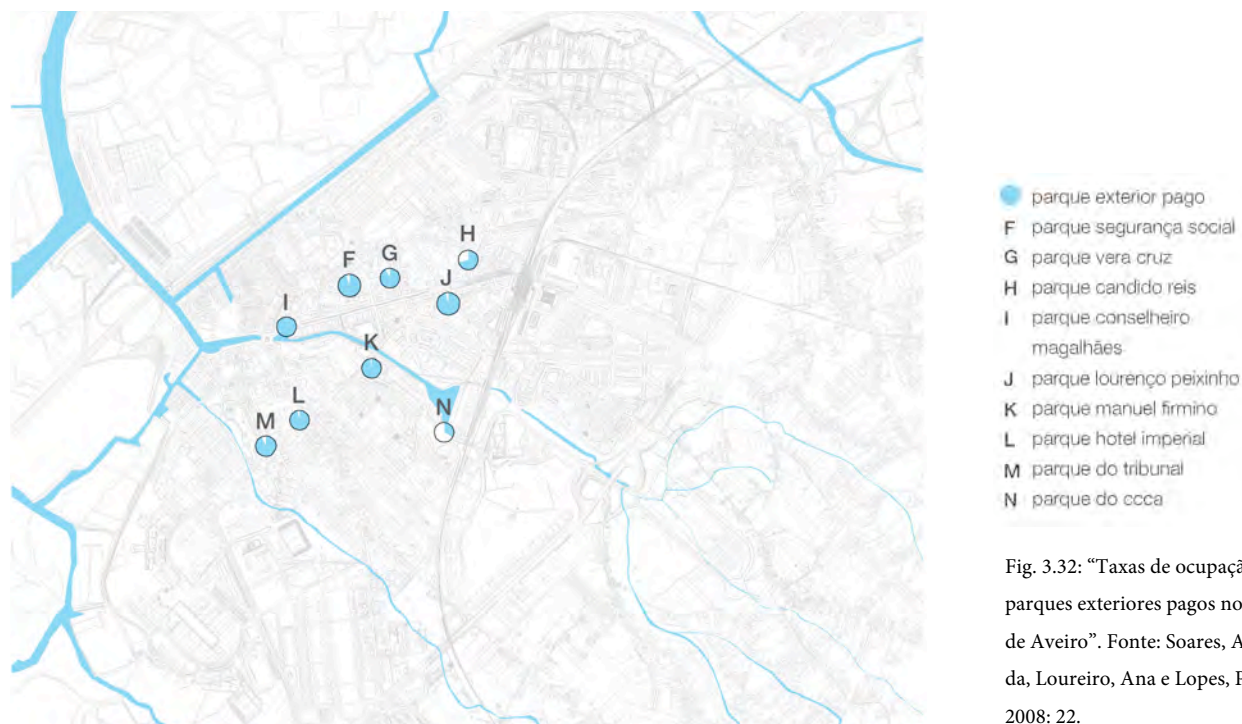 H
G
F
J
I
K
L
N
M
parque exterior pago
F parque segurança social
G parque vera cruz
H parque candido reis
I parque conselheiro
magalhães
J parque lourenço peixinho
K parque manuel firmino
L parque hotel imperial
M parque do tribunal
N parque do ccca
Fig. 3.32: “Taxas de ocupaçã
parques exteriores pagos no
de Aveiro”. Fonte: Soares, A
da, Loureiro, Ana e Lopes,
2008: 22.